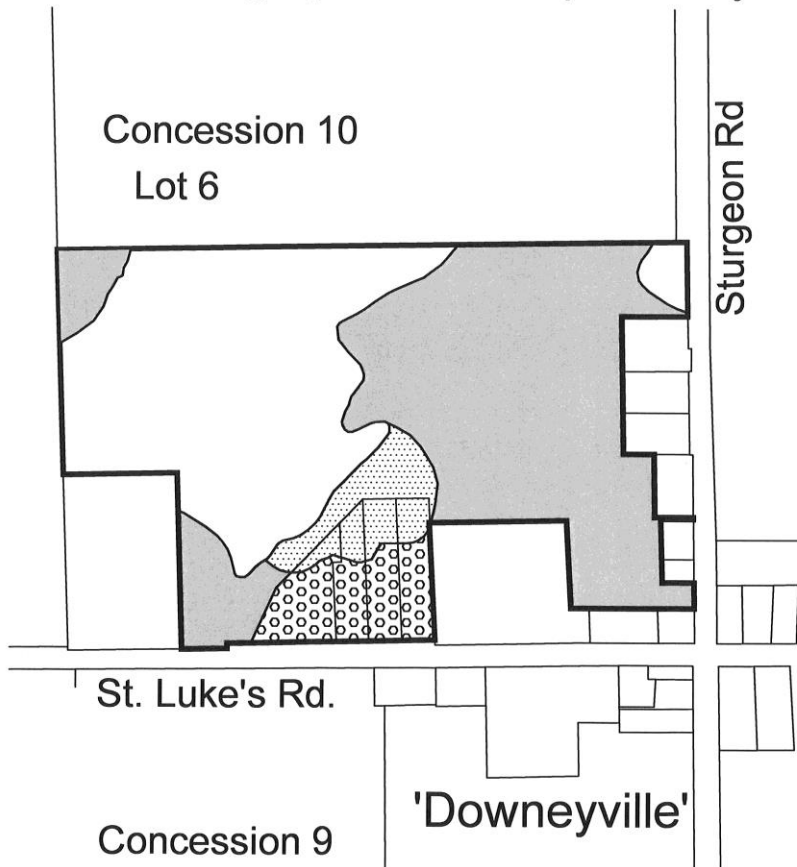 Concession 10
Lot 6
Sturgeon Rd
St. Luke's Rd.
'Downeyville'
Concession 9